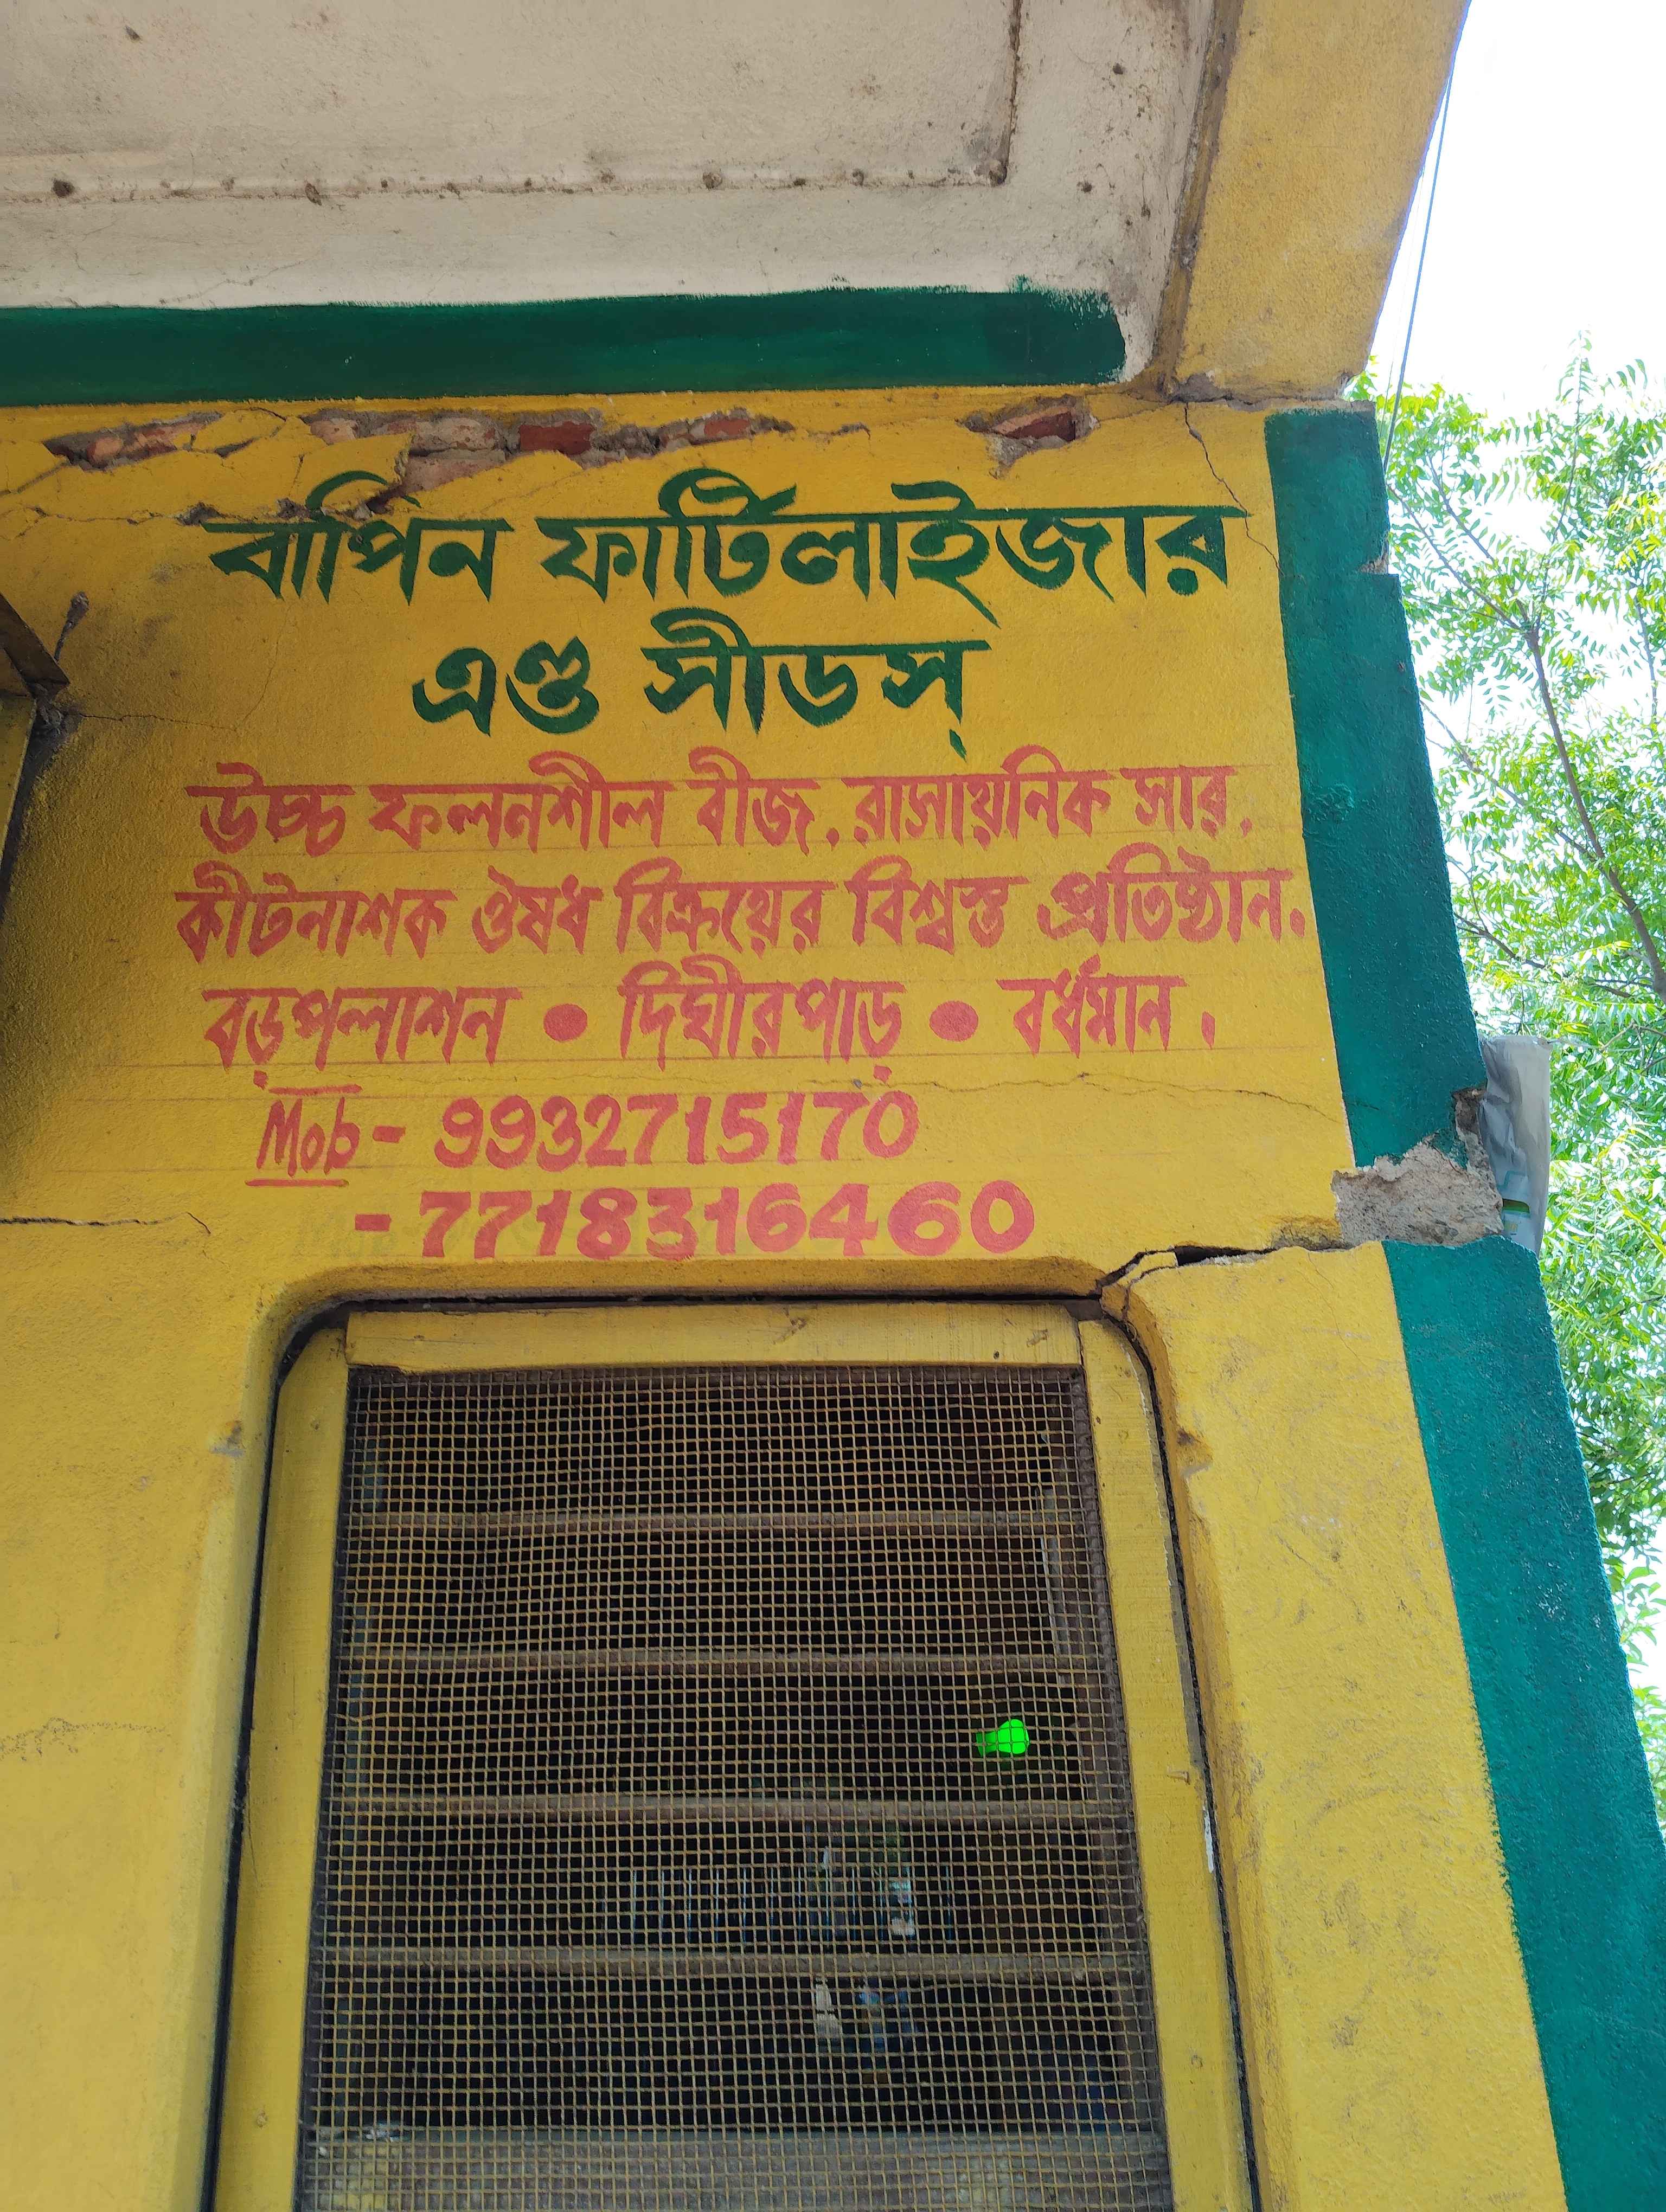 বাপিন ফার্টিলাইজার
এণ্ড সীডস্
উচ্চ ফলনশীল বীজ, রাসায়নিক সার,
কীটনাশক ঔষধ বিক্রয়ের বিশ্বস্ত প্রতিষ্ঠান.
বড়পলাশন • দিঘীরপাড় • বর্ধমান ।
Mob - 9932715170
- 7718316460